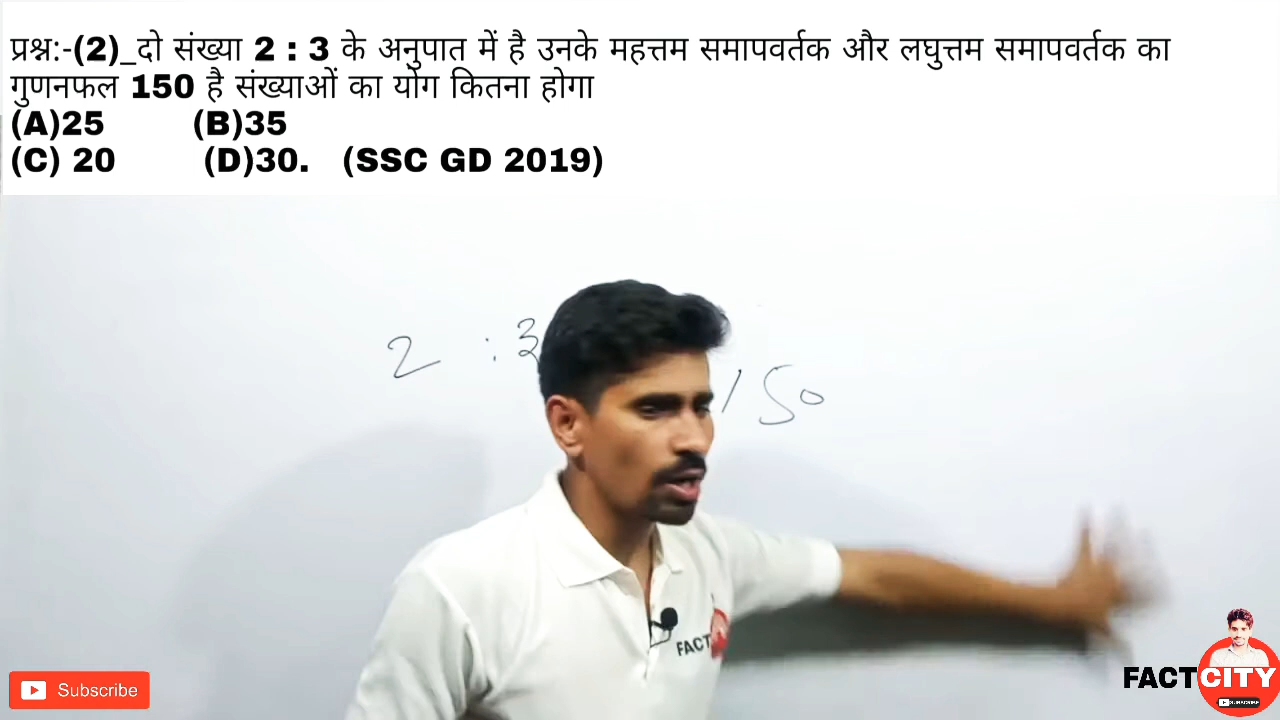 प्रश्न:-(2)_दो संख्या 2 : 3 के अनुपात में है उनके महत्तम समापवर्तक और लघुत्तम समापवर्तक का
गुणनफल 150 है संख्याओं का योग कितना होगा
(A)25 (B)35
(C) 20 (D)30. (SSC GD 2019)
2 : 3
150
FACT
Subscribe
FACTCITY
SUBSCRIBE